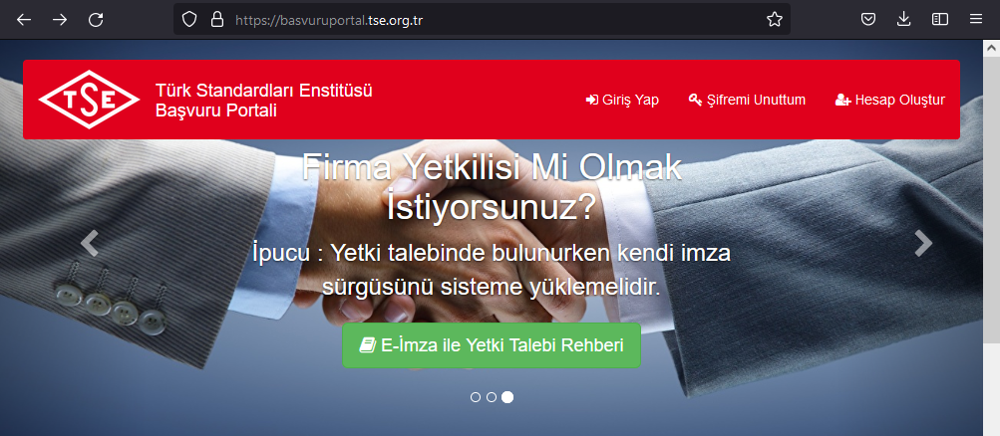 https://basvuruportal.tse.org.tr
TSE
Türk Standardları Enstitüsü
Başvuru Portali
Giriş Yap
Şifremi Unuttum
Hesap Oluştur
Firma Yetkilisi Mi Olmak
İstiyorsunuz?
İpucu : Yetki talebinde bulunurken kendi imza
sürgüsünü sisteme yüklemelidir.
E-İmza ile Yetki Talebi Rehberi